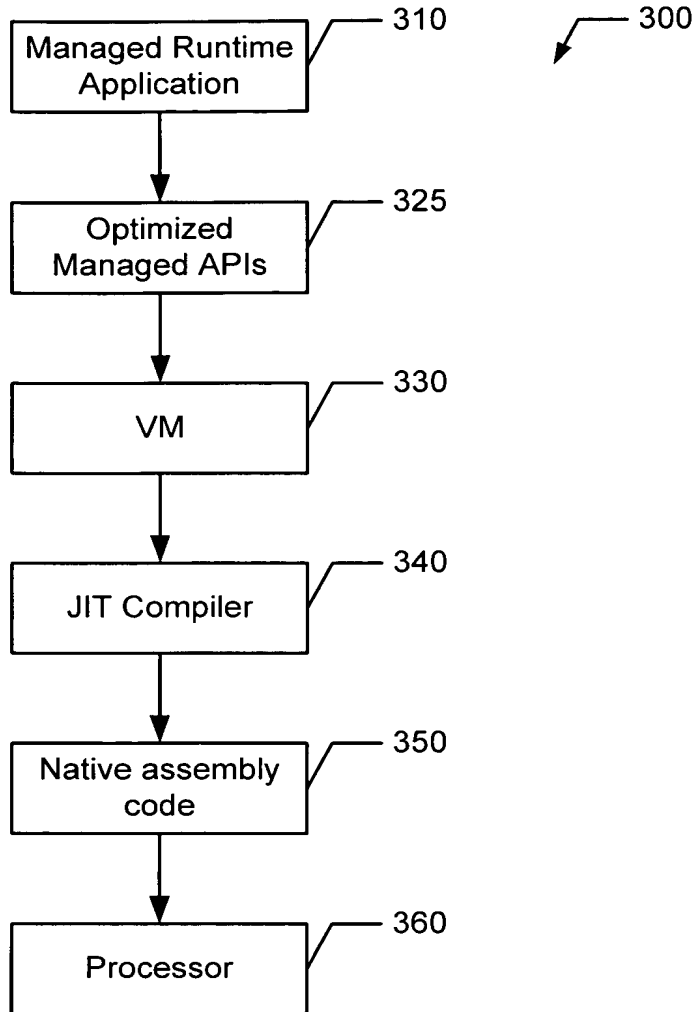 310
300
Managed Runtime
Application
325
Optimized
Managed APIs
330
VM
340
JIT Compiler
350
Native assembly
code
360
Processor